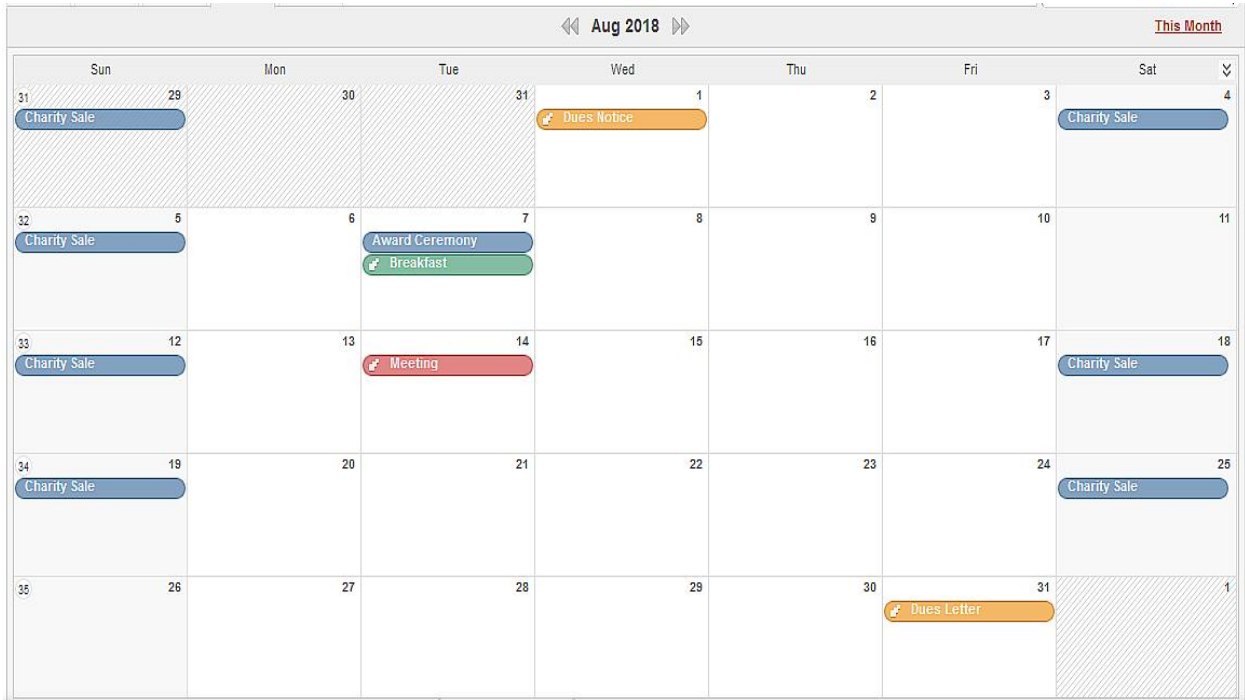 Aug 2018 This Month
Sun Mon Tue Wed Thu Fri Sat
31 29 30 31 1 2 3 4
Charity Sale Dues Notice Charity Sale
32 5 6 7 8 9 10 11
Charity Sale Award Ceremony
Breakfast
33 12 13 14 15 16 17 18
Charity Sale Meeting Charity Sale
34 19 20 21 22 23 24 25
Charity Sale Charity Sale
35 26 27 28 29 30 31 1
Dues Letter